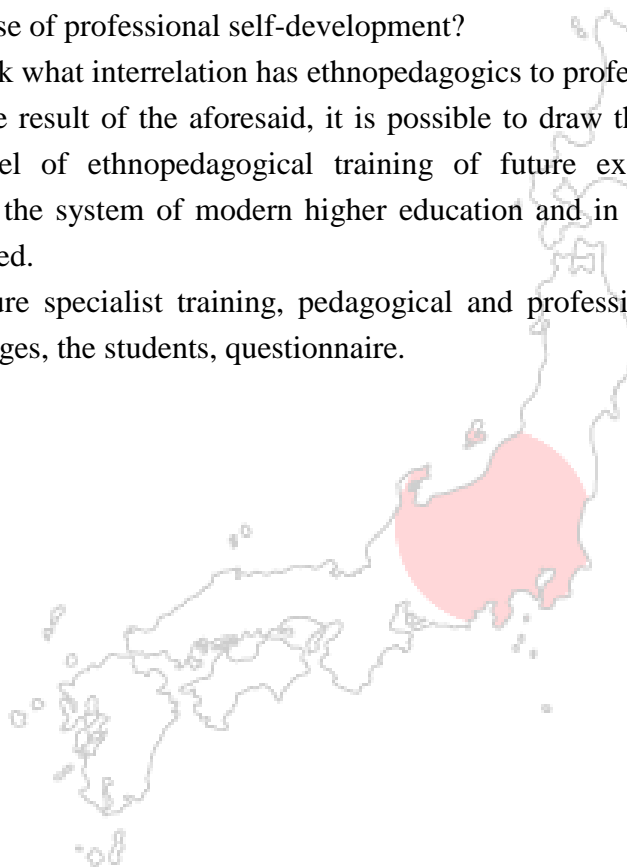 se of professional self-development?
k what interrelation has ethnopedagogics to profe
e result of the aforesaid, it is possible to draw th
el of ethnopedagogical training of future ex
the system of modern higher education and in
ed.
ure specialist training, pedagogical and professi
ges, the students, questionnaire.